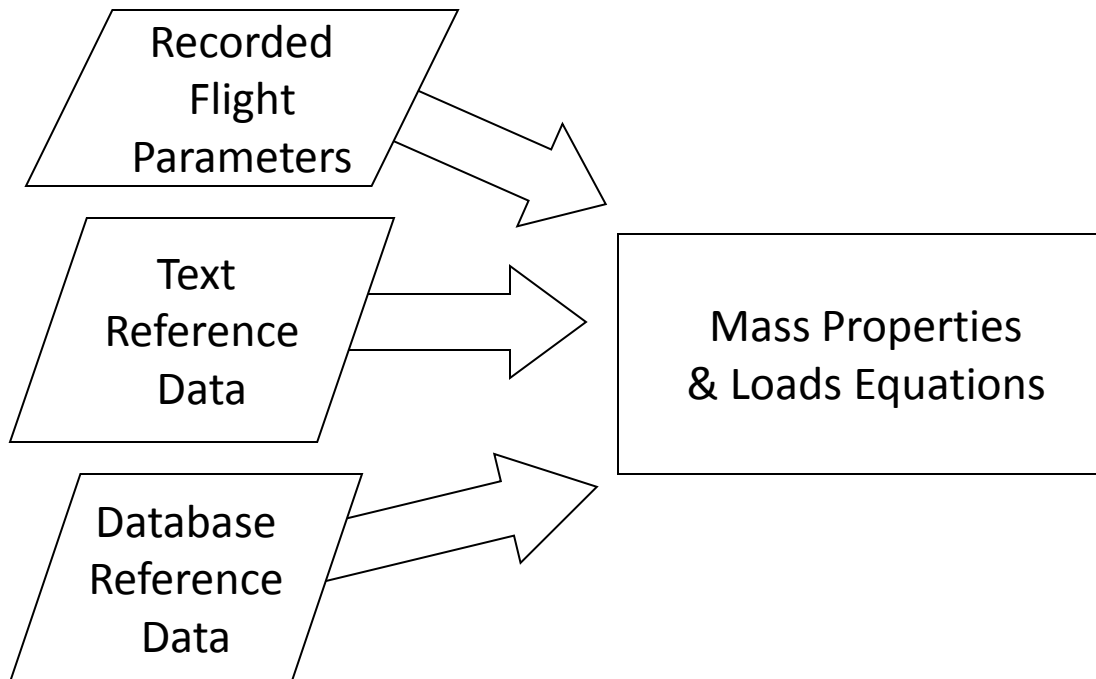 Recorded
Flight
Parameters
Text
Reference
Data
Database
Reference
Data
Mass Properties
& Loads Equations